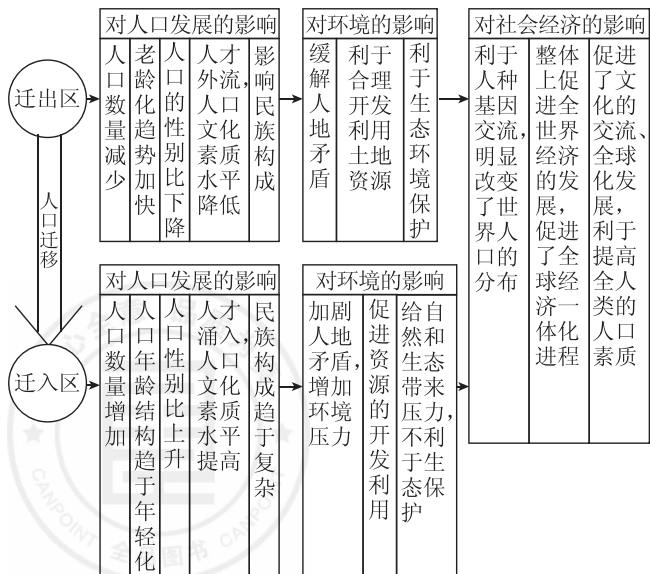 迁出区
人口迁移
迁入区
对人口发展的影响
人口数量减少
老龄化趋势加快
人口的性别比下降
人才外流,人口文化素质水平降低
影响民族构成
对环境的影响
缓解人地矛盾
利于合理开发利用土地资源
利于生态环境保护
对社会经济的影响
利于人种基因交流,明显改变了世界人口的分布
整体上促进全世界经济的发展,促进了全球经济一体化进程
促进了文化的交流、全球化发展,利于提高全人类的人口素质
对人口发展的影响
人口数量增加
人口年龄结构趋于年轻化
人口性别比上升
人才涌入,人口文化素质水平提高
民族构成趋于复杂
对环境的影响
加剧人地矛盾,增加环境压力
促进资源的开发利用
给自然和生态带来压力,不利于生态保护
CANPOINT
CANPOINT